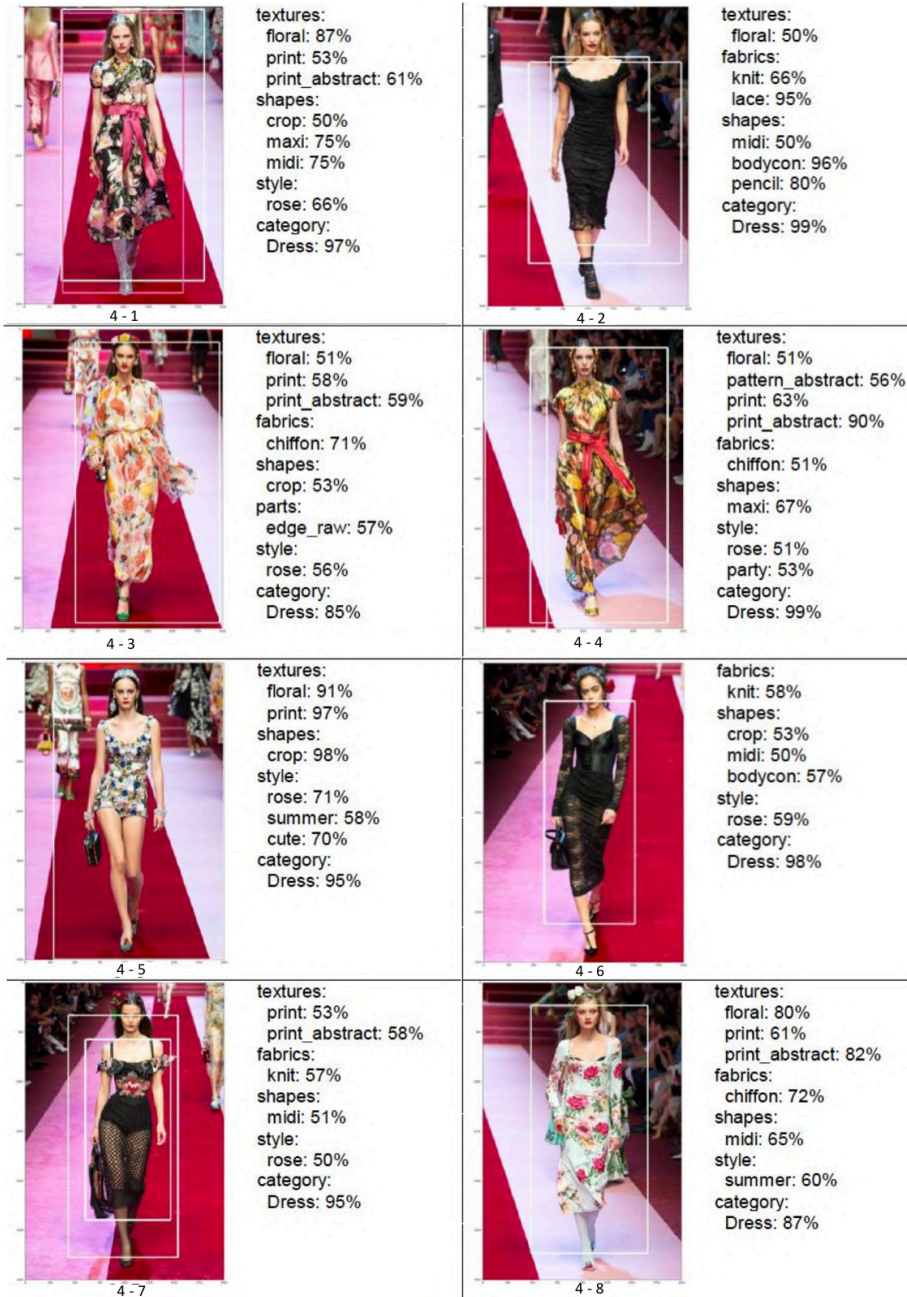 textures:
floral: 87%
print: 53%
print_abstract: 61%
shapes:
crop: 50%
maxi: 75%
midi: 75%
style:
rose: 66%
category:
Dress: 97%
4 - 1
textures:
floral: 50%
fabrics:
knit: 66%
lace: 95%
shapes:
midi: 50%
bodycon: 96%
pencil: 80%
category:
Dress: 99%
4 - 2
textures:
floral: 51%
print: 58%
print_abstract: 59%
fabrics:
chiffon: 71%
shapes:
crop: 53%
parts:
edge_raw: 57%
style:
rose: 56%
category:
Dress: 85%
4 - 3
textures:
floral: 51%
pattern_abstract: 56%
print: 63%
print_abstract: 90%
fabrics:
chiffon: 51%
shapes:
maxi: 67%
style:
rose: 51%
party: 53%
category:
Dress: 99%
4 - 4
textures:
floral: 91%
print: 97%
shapes:
crop: 98%
style:
rose: 71%
summer: 58%
cute: 70%
category:
Dress: 95%
4 - 5
fabrics:
knit: 58%
shapes:
crop: 53%
midi: 50%
bodycon: 57%
style:
rose: 59%
category:
Dress: 98%
4 - 6
textures:
print: 53%
print_abstract: 58%
fabrics:
knit: 57%
shapes:
midi: 51%
style:
rose: 50%
category:
Dress: 95%
4 - 7
textures:
floral: 80%
print: 61%
print_abstract: 82%
fabrics:
chiffon: 72%
shapes:
midi: 65%
style:
summer: 60%
category:
Dress: 87%
4 - 8